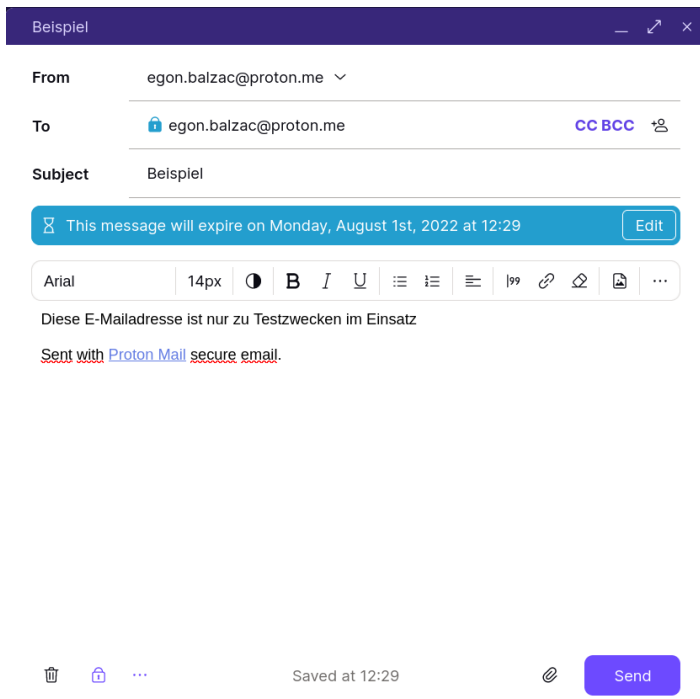 Beispiel
From egon.balzac@proton.me
To egon.balzac@proton.me CC BCC
Subject Beispiel
This message will expire on Monday, August 1st, 2022 at 12:29 Edit
Arial 14px B I U
Diese E-Mailadresse ist nur zu Testzwecken im Einsatz
Sent with Proton Mail secure email.
Saved at 12:29 Send